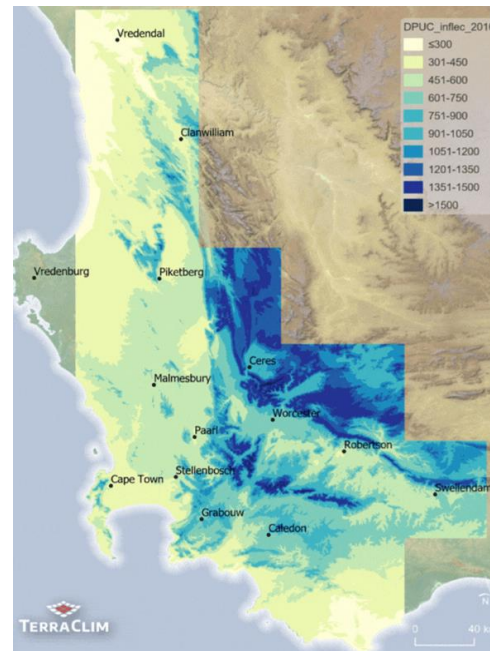 DPUC_inflec_2010
≤300
301-450
451-600
601-750
751-900
901-1050
1051-1200
1201-1350
1351-1500
>1500
Vredendal
Clanwilliam
Vredenburg
Piketberg
Ceres
Malmesbury
Worcester
Paarl
Robertson
Stellenbosch
Cape Town
Swellendam
Grabouw
Caledon
TERRACLIM
N
0